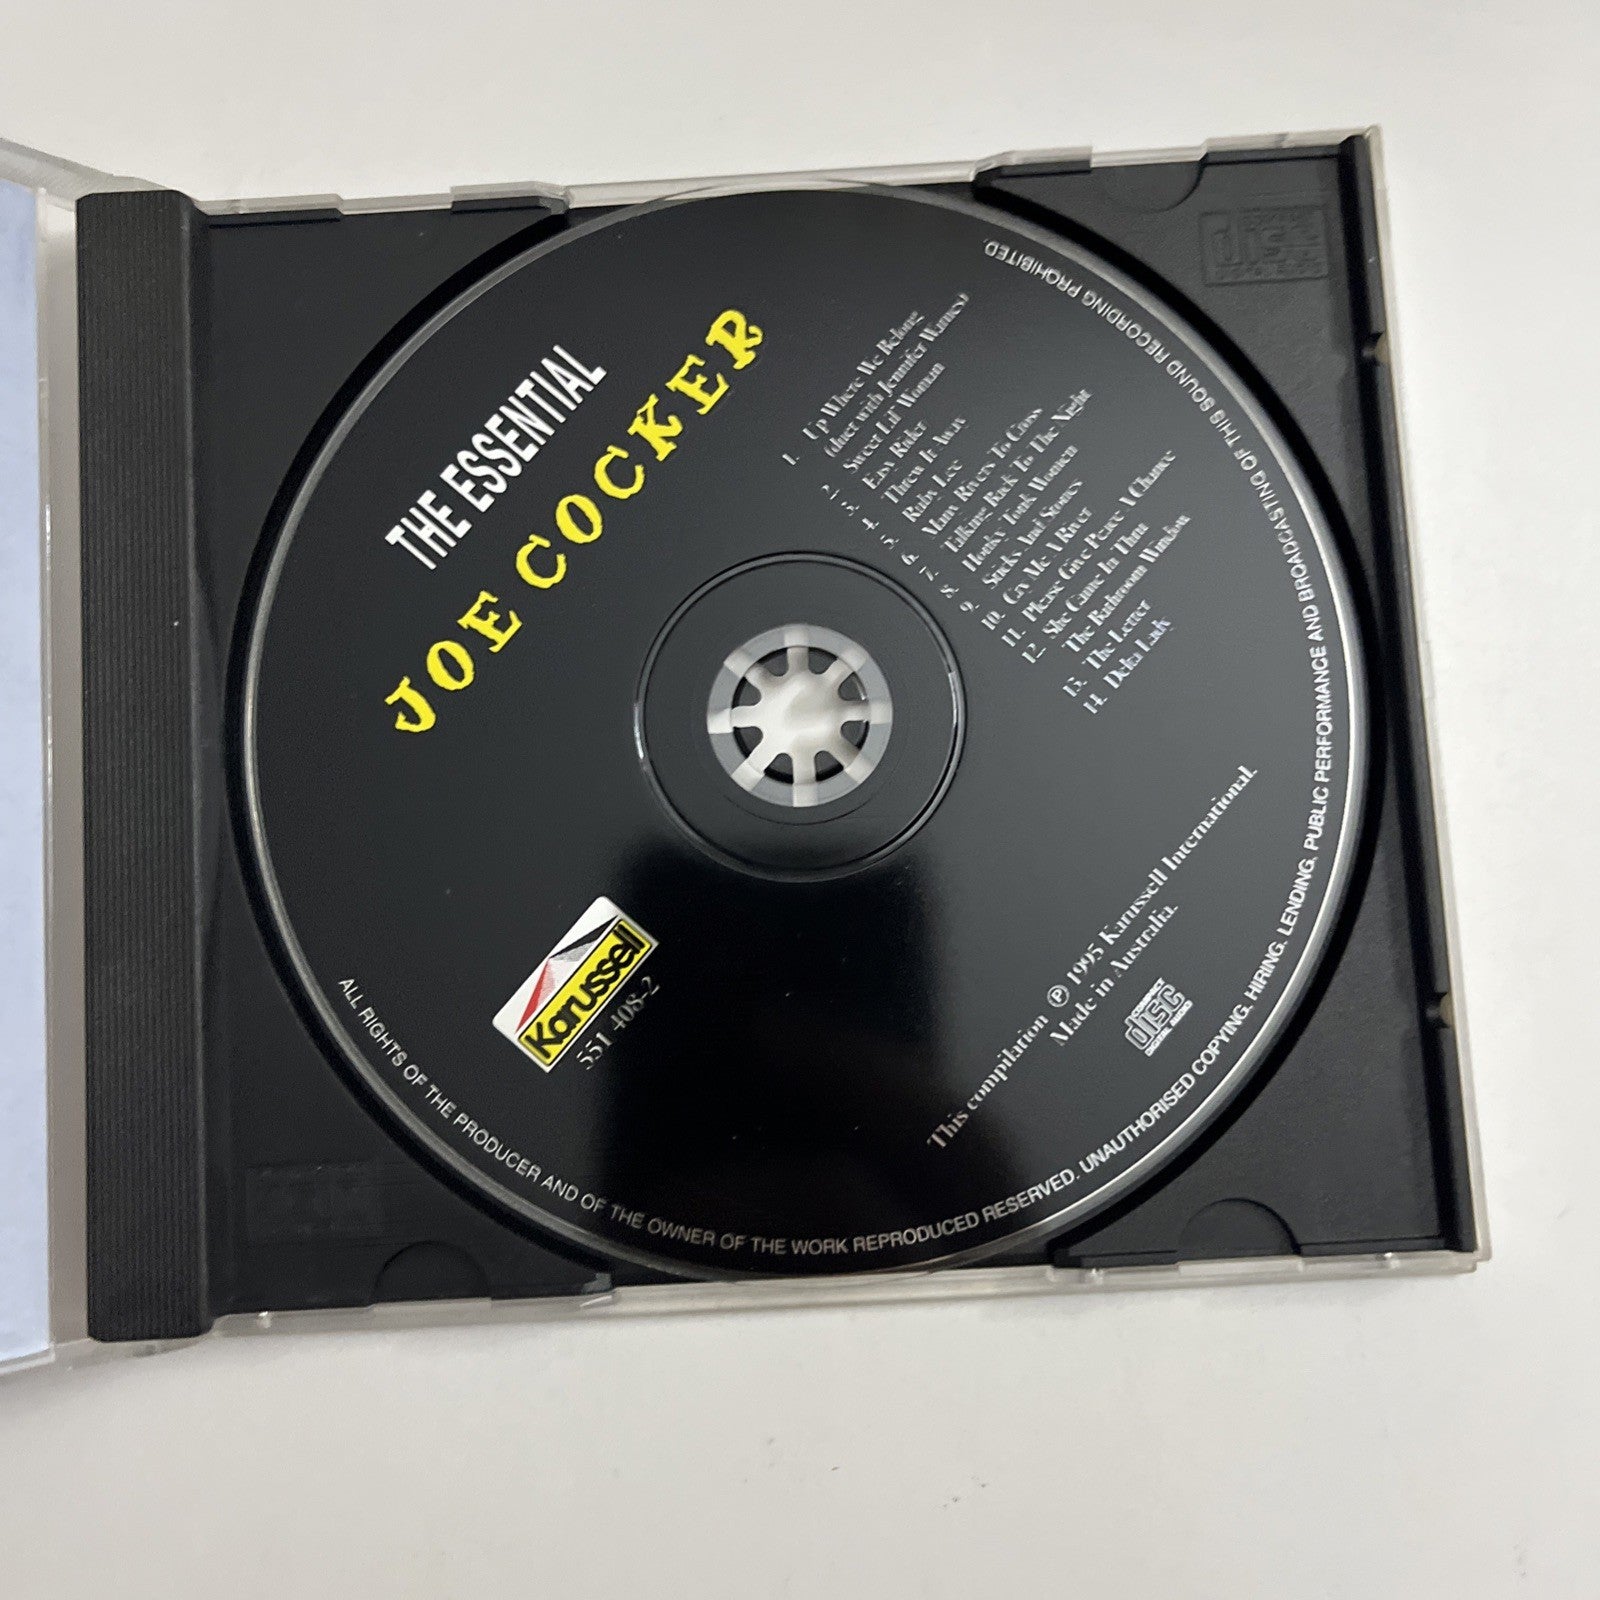 THE ESSENTIAL
JOE COCKER
1. Up Where We Belong
(duet with Jennifer Warnes)
2. Sweet Lil' Woman
3. Easy Rider
4. Threw It Away
5. Ruby Lee
6. Many Rivers To Cross
7. Talking Back To The Night
8. Honky Tonk Women
9. Sticks And Stones
10. Cry Me A River
11. Please Give Peace A Chance
12. She Came In Thru
The Bathroom Window
13. The Letter
14. Delta Lady
Karussell
551 408-2
This compilation ℗ 1995 Karussell International.
Made in Australia.
COMPACT
disc
DIGITAL AUDIO
ALL RIGHTS OF THE PRODUCER AND OF THE OWNER OF THE WORK REPRODUCED RESERVED. UNAUTHORISED COPYING. HIRING. LENDING. PUBLIC PERFORMANCE AND BROADCASTING OF THIS SOUND RECORDING PROHIBITED.